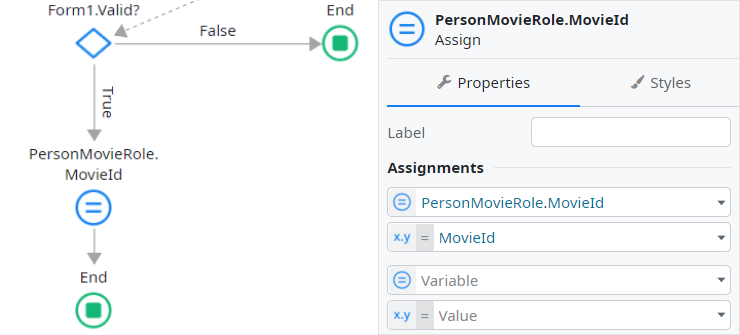 Form1.Valid?
End
False
True
PersonMovieRole.
MovieId
End
PersonMovieRole.MovieId
Assign
Properties
Styles
Label
Assignments
PersonMovieRole.MovieId
x.y = MovieId
Variable
x.y = Value